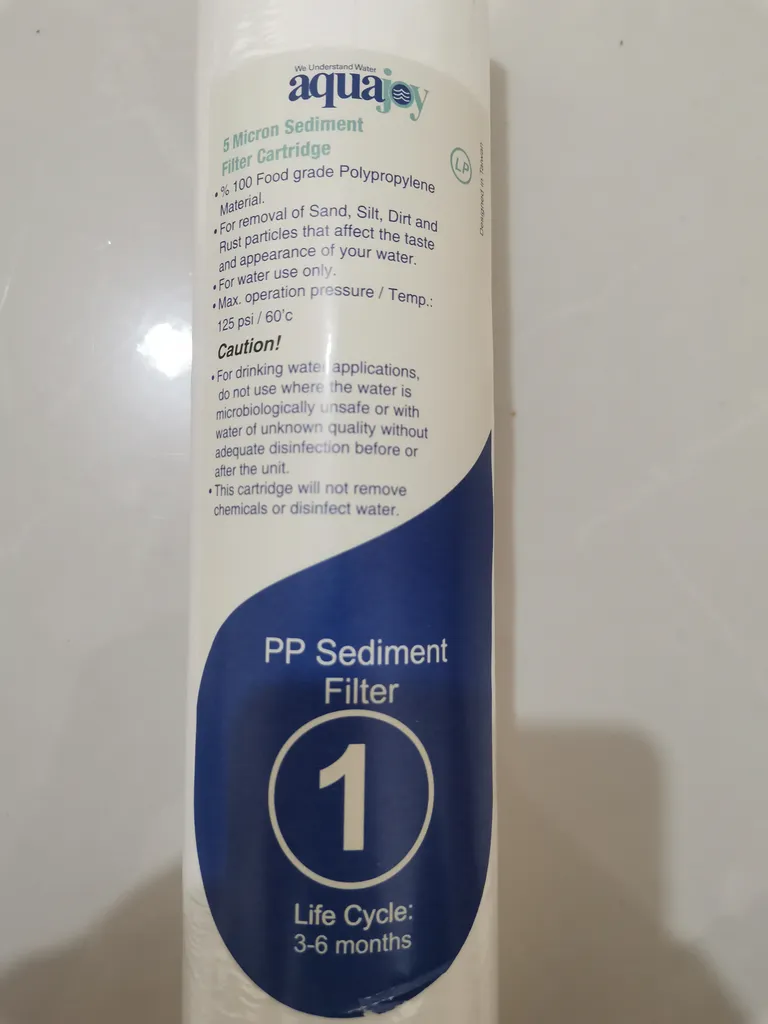 We Understand Water
aquajoy
5 Micron Sediment
Filter Cartridge
LP
Designed in Taiwan
• % 100 Food grade Polypropylene
Material.
• For removal of Sand, Silt, Dirt and
Rust particles that affect the taste
and appearance of your water.
• For water use only.
• Max. operation pressure / Temp.:
125 psi / 60'c
Caution!
• For drinking water applications,
do not use where the water is
microbiologically unsafe or with
water of unknown quality without
adequate disinfection before or
after the unit.
• This cartridge will not remove
chemicals or disinfect water.
PP Sediment
Filter
1
Life Cycle:
3-6 months